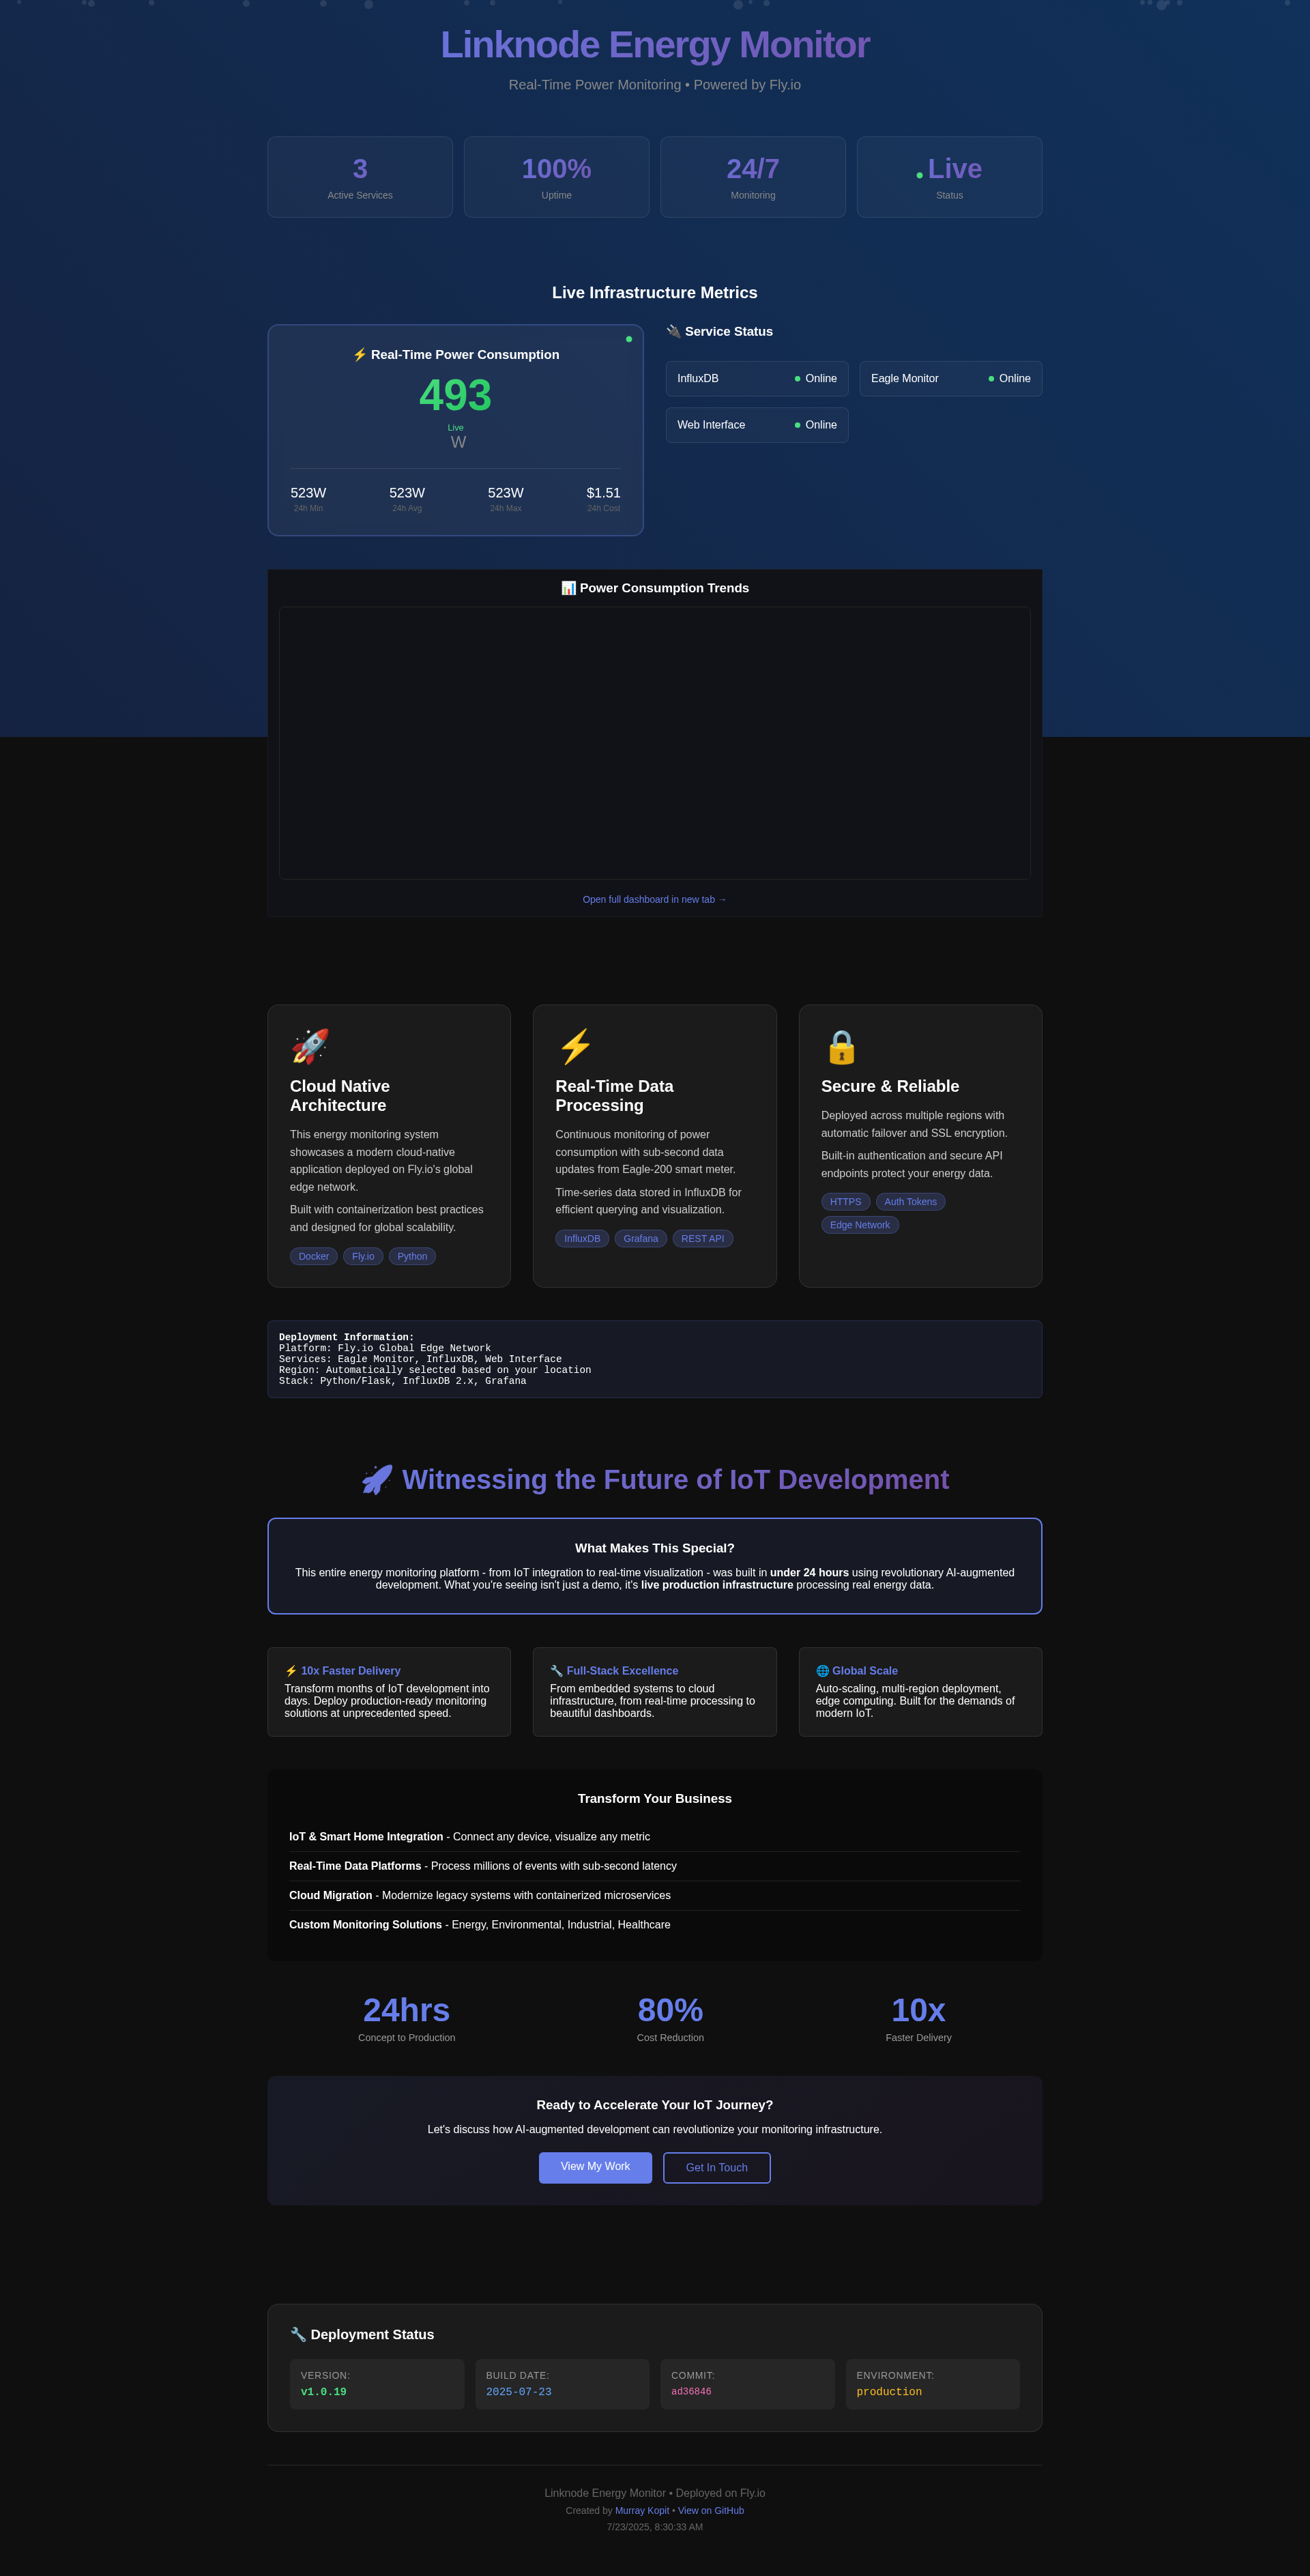 Linknode Energy Monitor
Real-Time Power Monitoring • Powered by Fly.io
3
Active Services
100%
Uptime
24/7
Monitoring
Live
Status
Live Infrastructure Metrics
⚡ Real-Time Power Consumption
493
Live
W
523W
24h Min
523W
24h Avg
523W
24h Max
$1.51
24h Cost
🔌 Service Status
InfluxDB
Online
Eagle Monitor
Online
Web Interface
Online
📊 Power Consumption Trends
Open full dashboard in new tab →
🚀
Cloud Native
Architecture
This energy monitoring system
showcases a modern cloud-native
application deployed on Fly.io's global
edge network.
Built with containerization best practices
and designed for global scalability.
Docker
Fly.io
Python
⚡
Real-Time Data
Processing
Continuous monitoring of power
consumption with sub-second data
updates from Eagle-200 smart meter.
Time-series data stored in InfluxDB for
efficient querying and visualization.
InfluxDB
Grafana
REST API
🔒
Secure & Reliable
Deployed across multiple regions with
automatic failover and SSL encryption.
Built-in authentication and secure API
endpoints protect your energy data.
HTTPS
Auth Tokens
Edge Network
Deployment Information:
Platform: Fly.io Global Edge Network
Services: Eagle Monitor, InfluxDB, Web Interface
Region: Automatically selected based on your location
Stack: Python/Flask, InfluxDB 2.x, Grafana
🚀 Witnessing the Future of IoT Development
What Makes This Special?
This entire energy monitoring platform - from IoT integration to real-time visualization - was built in under 24 hours using revolutionary AI-augmented
development. What you're seeing isn't just a demo, it's live production infrastructure processing real energy data.
⚡ 10x Faster Delivery
Transform months of IoT development into
days. Deploy production-ready monitoring
solutions at unprecedented speed.
🔧 Full-Stack Excellence
From embedded systems to cloud
infrastructure, from real-time processing to
beautiful dashboards.
🌐 Global Scale
Auto-scaling, multi-region deployment,
edge computing. Built for the demands of
modern IoT.
Transform Your Business
IoT & Smart Home Integration - Connect any device, visualize any metric
Real-Time Data Platforms - Process millions of events with sub-second latency
Cloud Migration - Modernize legacy systems with containerized microservices
Custom Monitoring Solutions - Energy, Environmental, Industrial, Healthcare
24hrs
Concept to Production
80%
Cost Reduction
10x
Faster Delivery
Ready to Accelerate Your IoT Journey?
Let's discuss how AI-augmented development can revolutionize your monitoring infrastructure.
View My Work
Get In Touch
🔧 Deployment Status
VERSION:
v1.0.19
BUILD DATE:
2025-07-23
COMMIT:
ad36846
ENVIRONMENT:
production
Linknode Energy Monitor • Deployed on Fly.io
Created by Murray Kopit • View on GitHub
7/23/2025, 8:30:33 AM